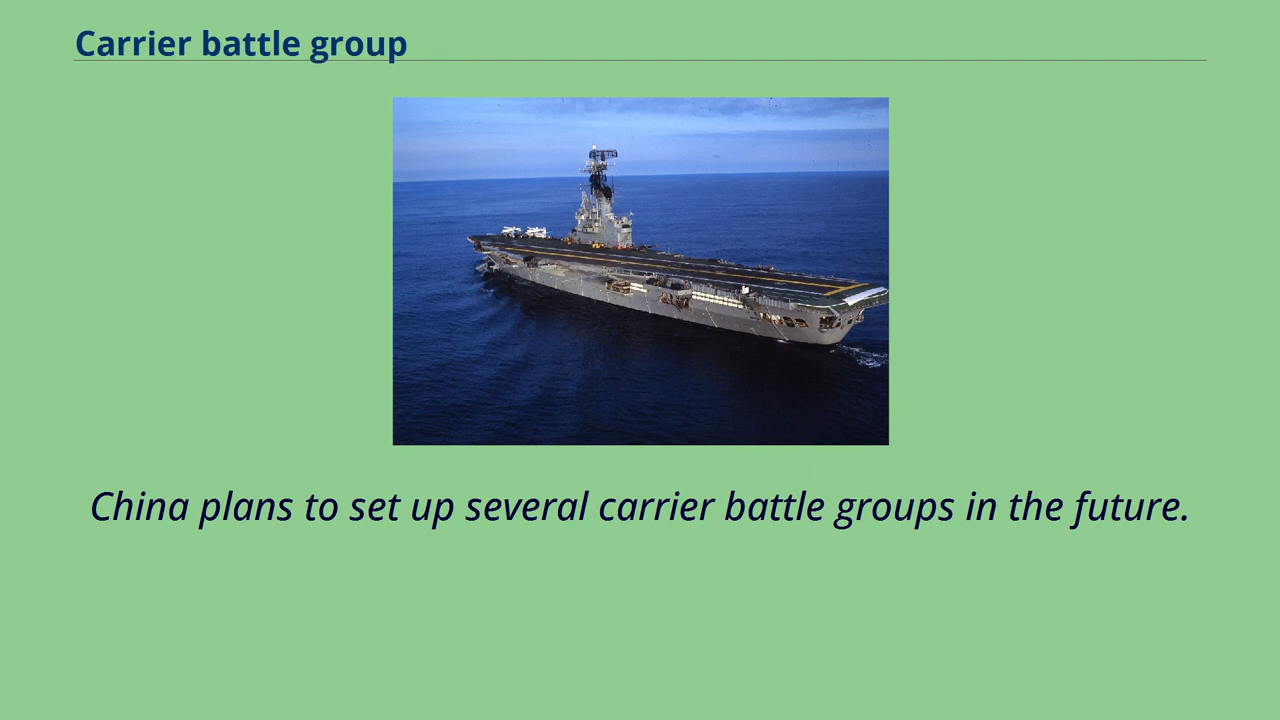 Carrier battle group
China plans to set up several carrier battle groups in the future.